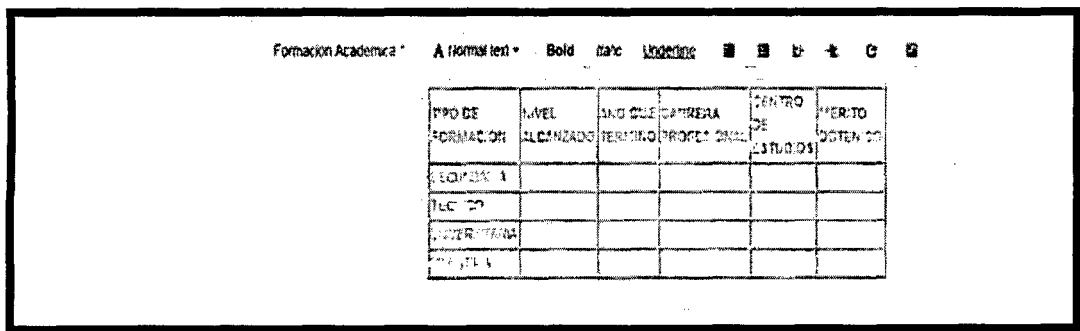 Formacion Academica * A Normal text Bold Italic Underline
TIPO DE FORMACION
NIVEL ALCANZADO
AÑO QUE TERMINO
CARRERA PROFESIONAL
CENTRO DE ESTUDIOS
MERITO OBTENIDO
SECUNDARIA
TECNICO
UNIVERSITARIA